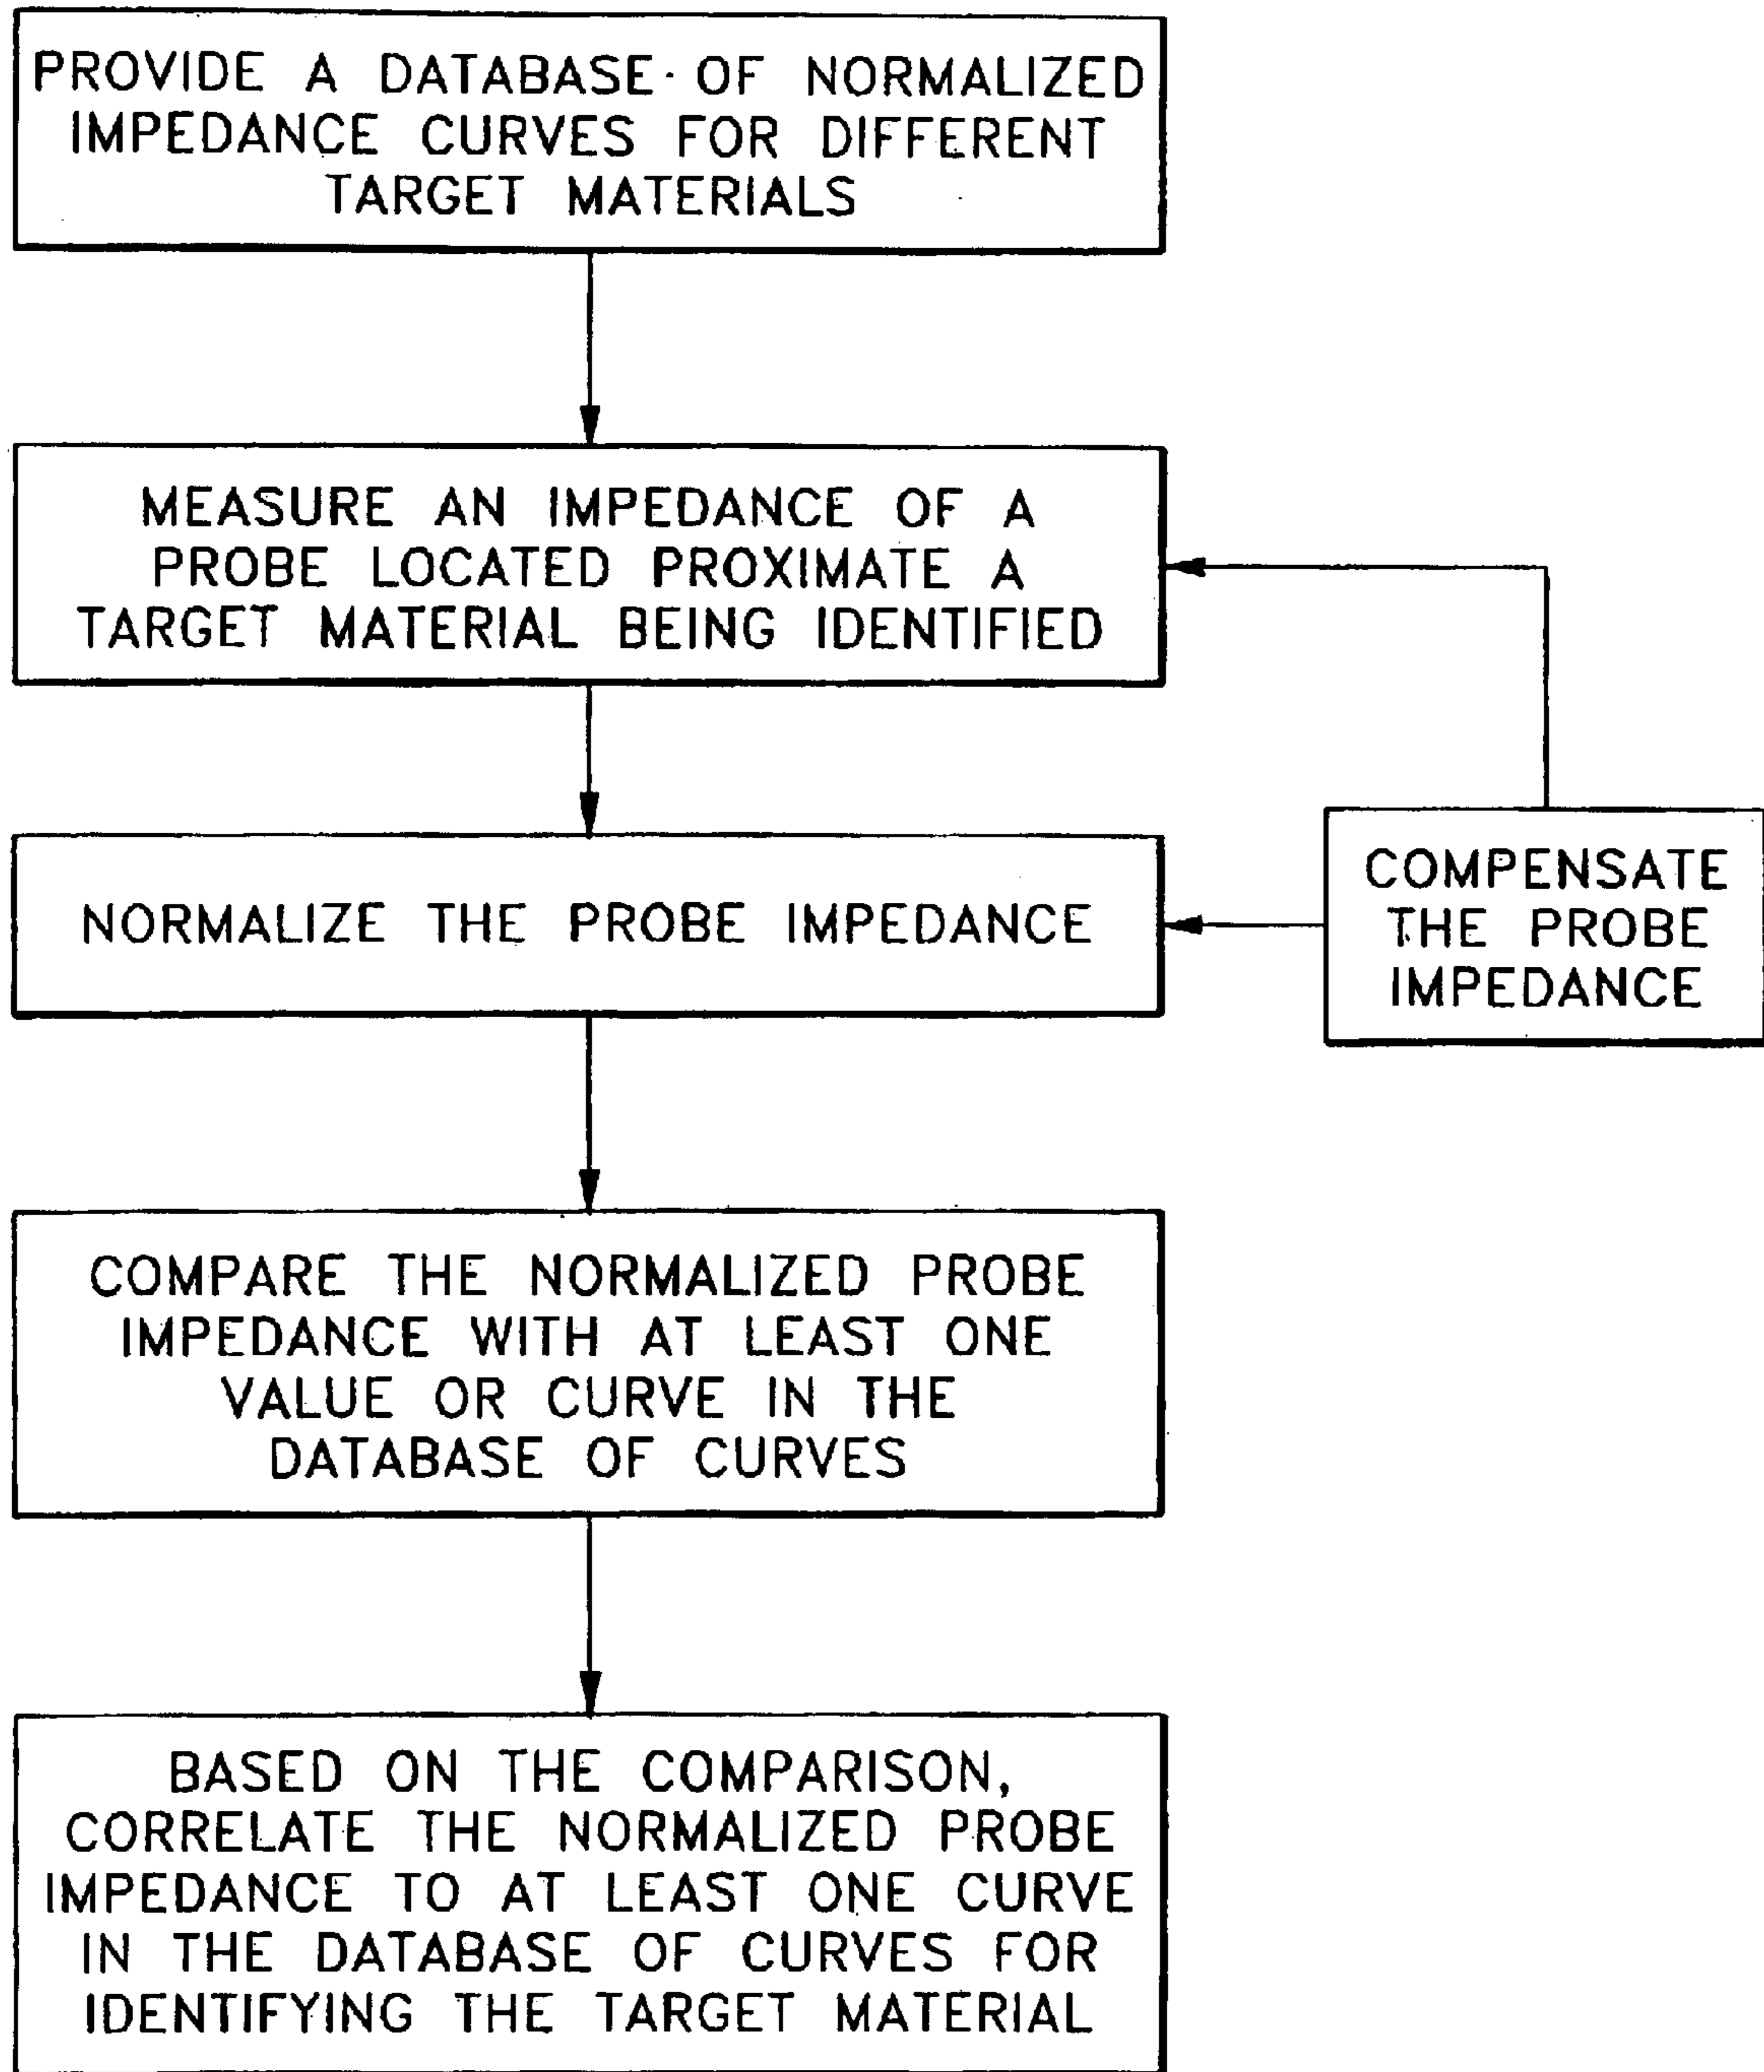 PROVIDE A DATABASE OF NORMALIZED
IMPEDANCE CURVES FOR DIFFERENT
TARGET MATERIALS
MEASURE AN IMPEDANCE OF A
PROBE LOCATED PROXIMATE A
TARGET MATERIAL BEING IDENTIFIED
NORMALIZE THE PROBE IMPEDANCE
COMPENSATE
THE PROBE
IMPEDANCE
COMPARE THE NORMALIZED PROBE
IMPEDANCE WITH AT LEAST ONE
VALUE OR CURVE IN THE
DATABASE OF CURVES
BASED ON THE COMPARISON,
CORRELATE THE NORMALIZED PROBE
IMPEDANCE TO AT LEAST ONE CURVE
IN THE DATABASE OF CURVES FOR
IDENTIFYING THE TARGET MATERIAL